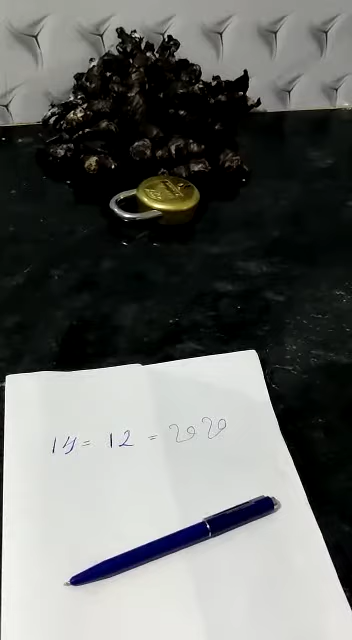 14 = 12 = 2020